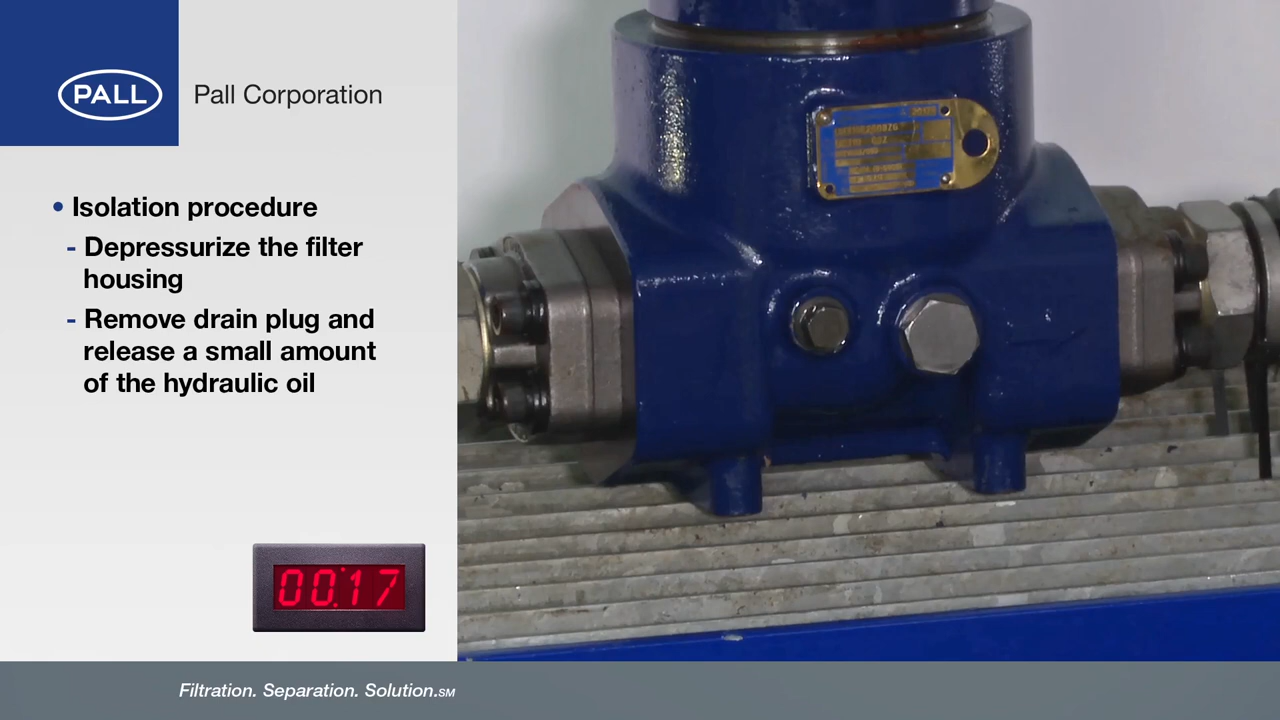 PALL
Pall Corporation
• Isolation procedure
- Depressurize the filter
housing
- Remove drain plug and
release a small amount
of the hydraulic oil
00:17
Filtration. Separation. Solution.SM